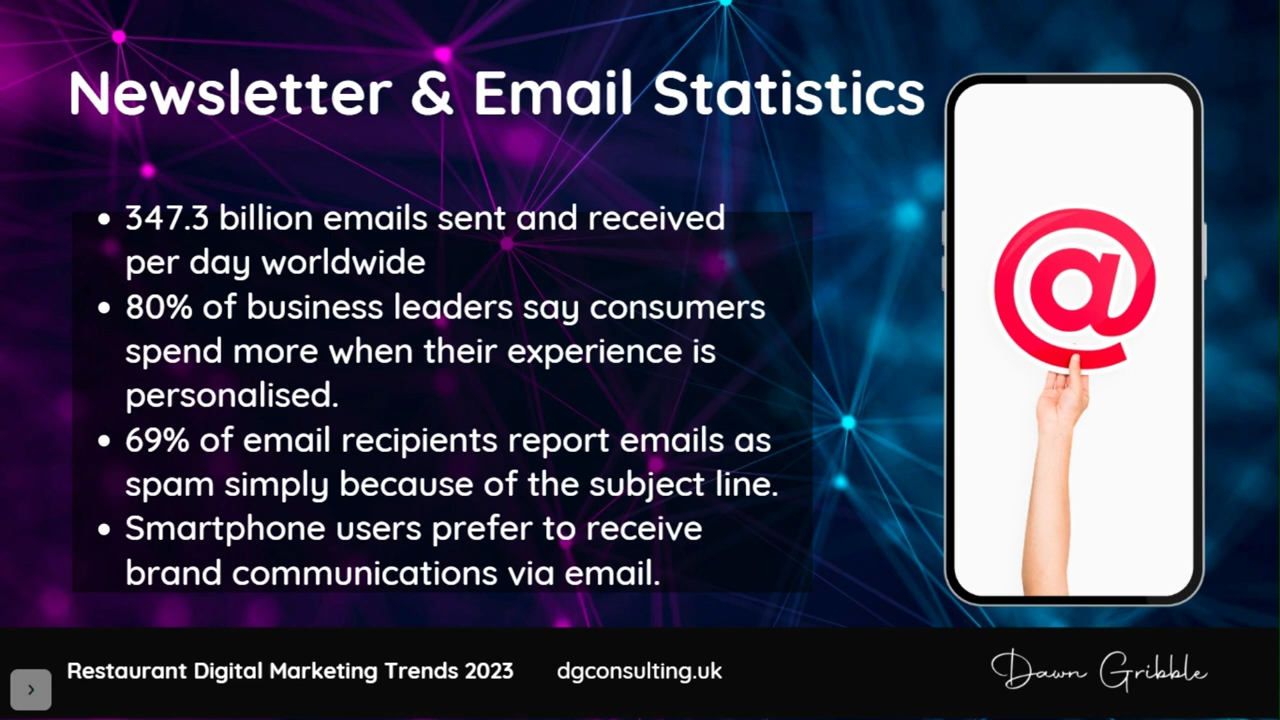 Newsletter & Email Statistics
• 347.3 billion emails sent and received
per day worldwide
• 80% of business leaders say consumers
spend more when their experience is
personalised.
• 69% of email recipients report emails as
spam simply because of the subject line.
• Smartphone users prefer to receive
brand communications via email.
@
Restaurant Digital Marketing Trends 2023 dgconsulting.uk
Dawn Gribble